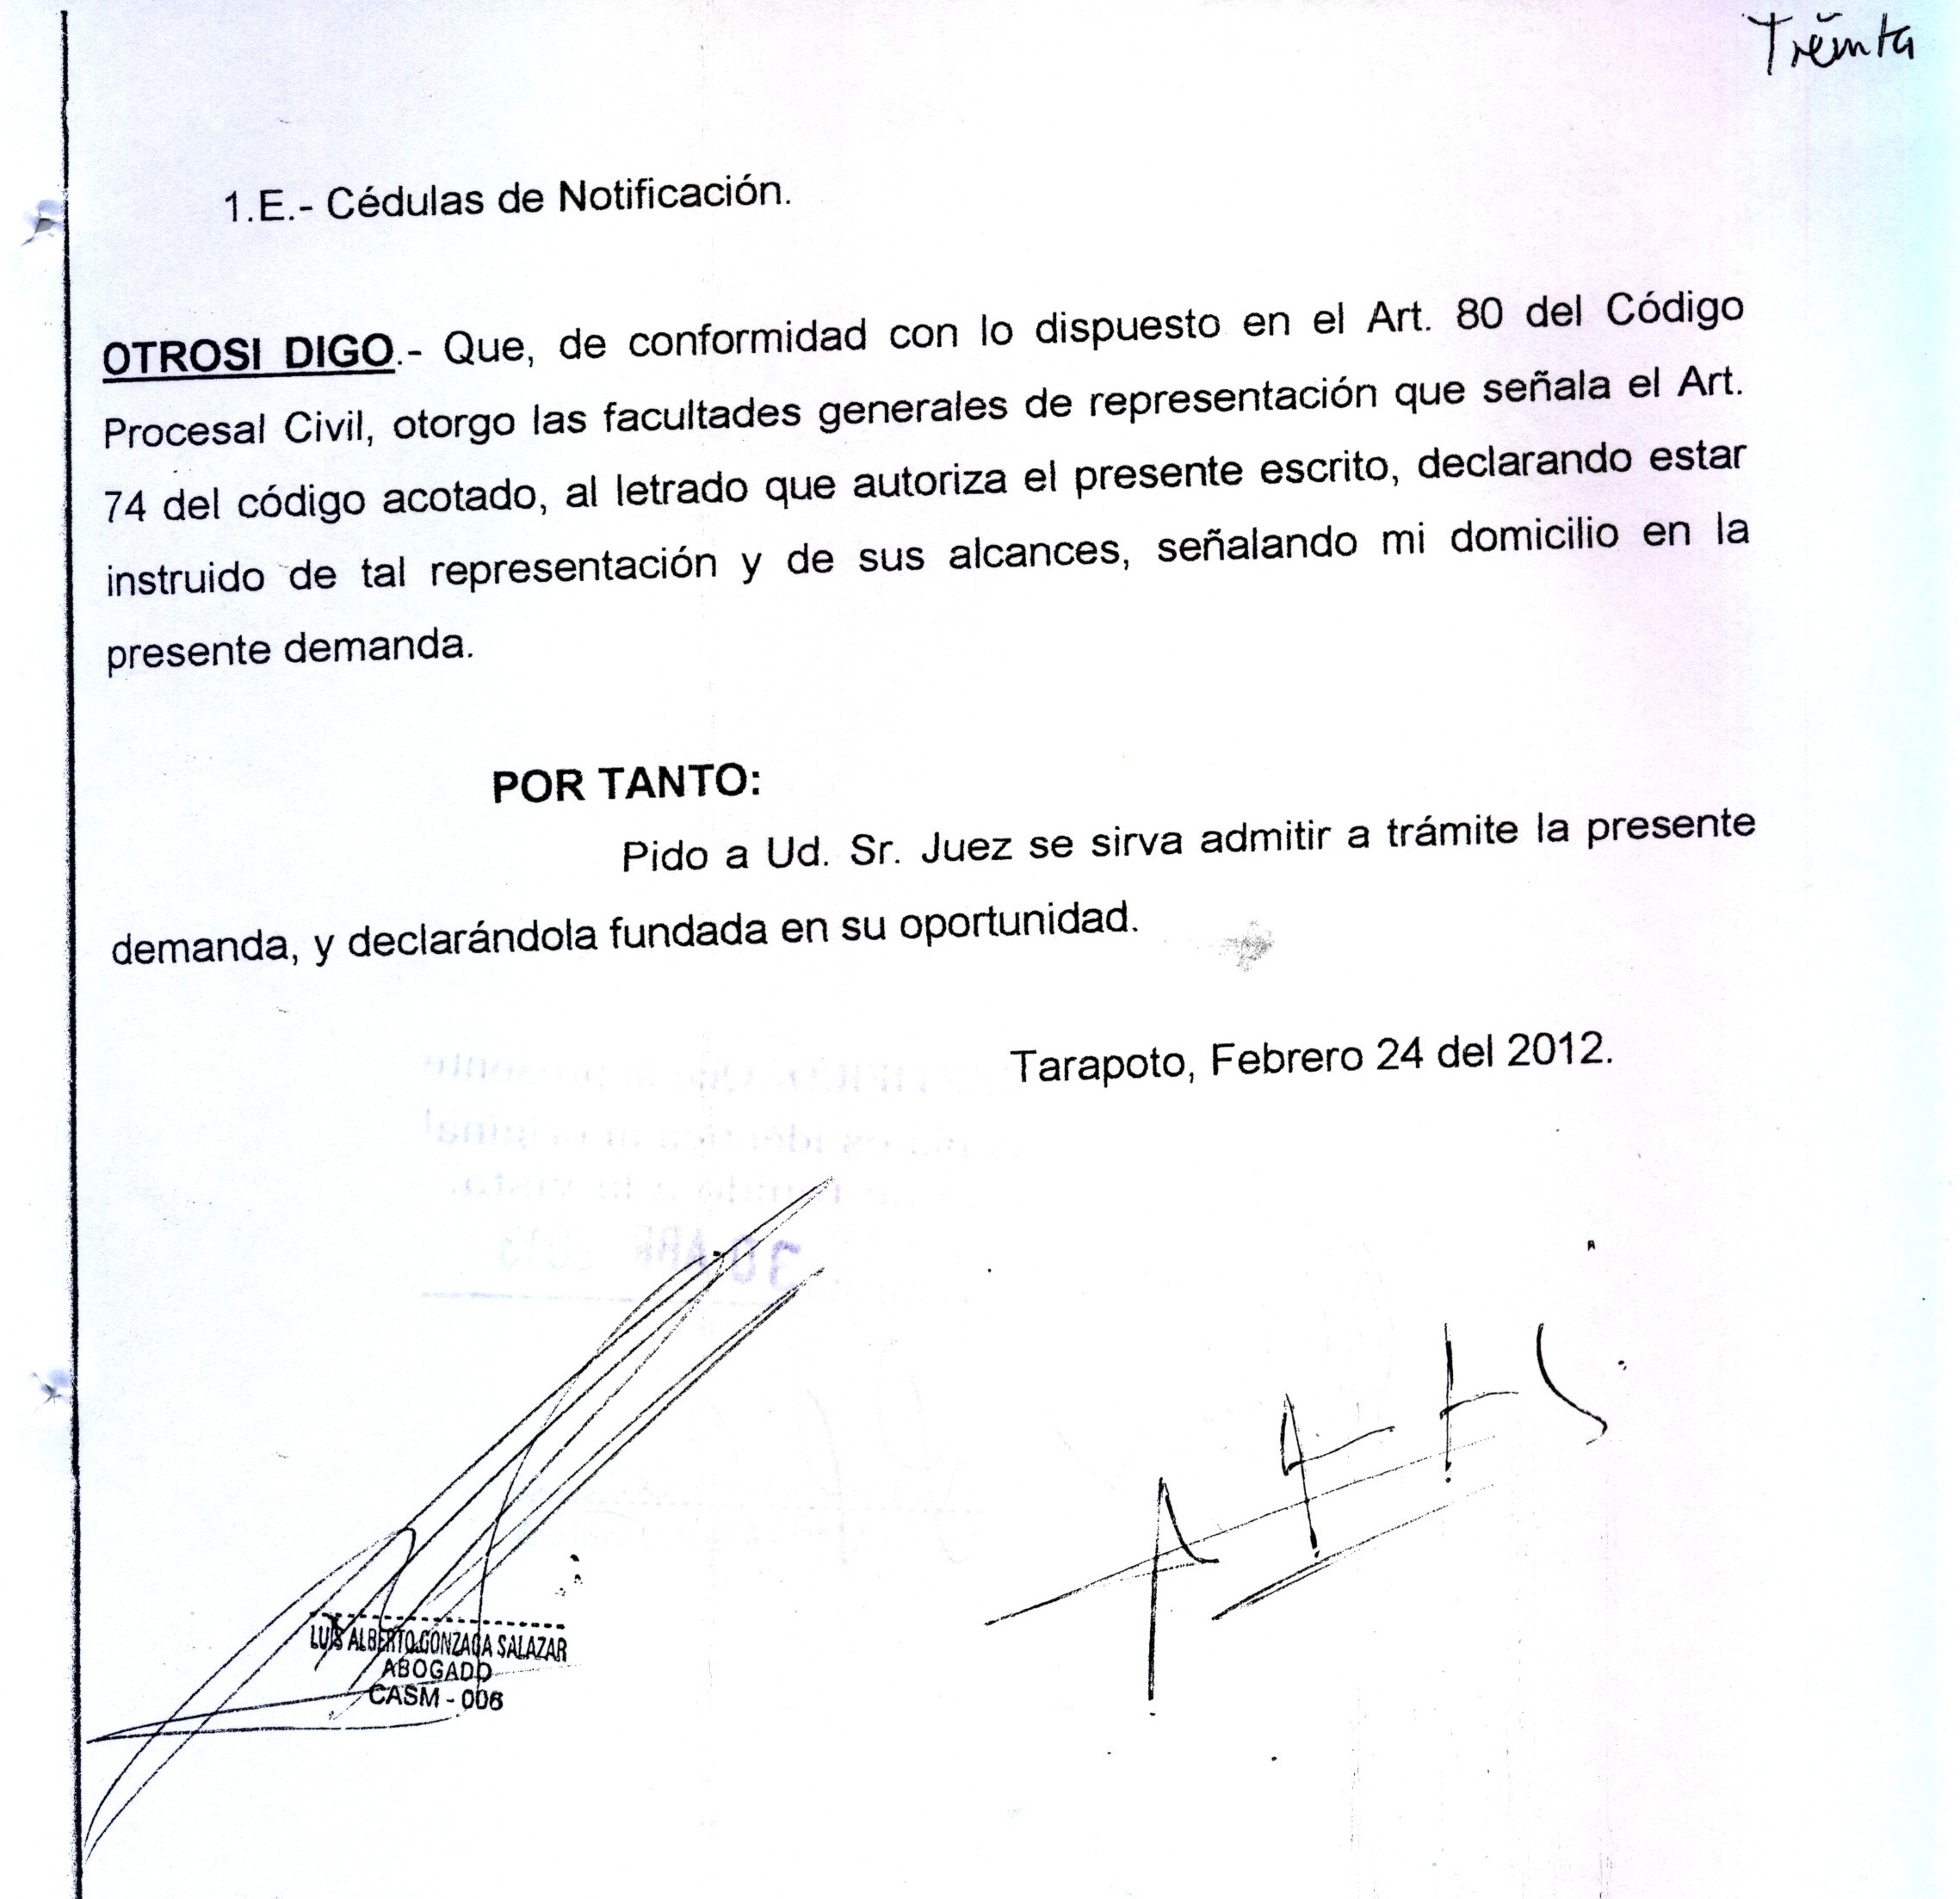 Treinta
1.E.- Cédulas de Notificación.
OTROSI DIGO.- Que, de conformidad con lo dispuesto en el Art. 80 del Código
Procesal Civil, otorgo las facultades generales de representación que señala el Art.
74 del código acotado, al letrado que autoriza el presente escrito, declarando estar
instruido de tal representación y de sus alcances, señalando mi domicilio en la
presente demanda.
POR TANTO:
Pido a Ud. Sr. Juez se sirva admitir a trámite la presente
demanda, y declarándola fundada en su oportunidad.
Tarapoto, Febrero 24 del 2012.
LUIS ALBERTO GONZAGA SALAZAR
ABOGADO
CASM - 006